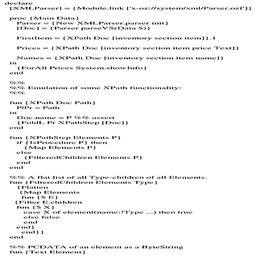 declare
[XMLParser] = {Module.link ['x-oz://system/xml/Parser.ozf']}
proc {Main Data}
Parser = {New XMLParser.parser init}
[Doc] = {Parser parseVS(Data $)}
FirstItem = {XPath Doc [inventory section item]}.1
Prices = {XPath Doc [inventory section item price Text]}
Names = {XPath Doc [inventory section item name]}
in
{ForAll Prices System.showInfo}
end
%%
%% Emulation of some XPath functionality:
%%
fun {XPath Doc Path}
P|Pr = Path
in
Doc.name = P %% assert
{FoldL Pr XPathStep [Doc]}
end
fun {XPathStep Elements P}
if {IsProcedure P} then
{Map Elements P}
else
{FilteredChildren Elements P}
end
end
%% A flat list of all Type-children of all Elements.
fun {FilteredChildren Elements Type}
{Flatten
{Map Elements
fun {$ E}
{Filter E.children
fun {$ X}
case X of element(name:!Type ...) then true
else false
end
end}
end}}
end
%% PCDATA of an element as a ByteString
fun {Text Element}